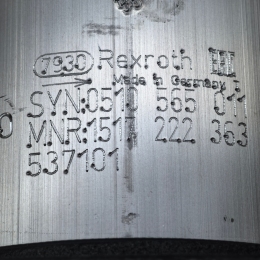 7930 Rexroth
Made in Germany
SYN:0510 565 011
MNR:1517 222 363
537101